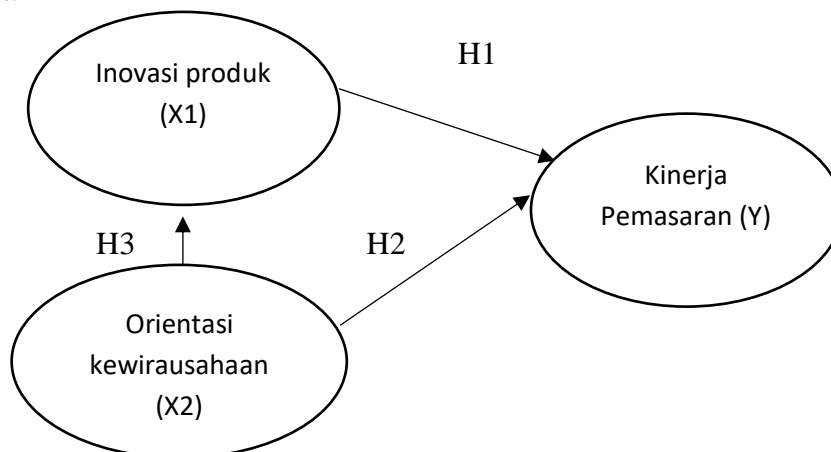 Inovasi produk
(X1)
H1
Kinerja
Pemasaran (Y)
H3
H2
Orientasi
kewirausahaan
(X2)